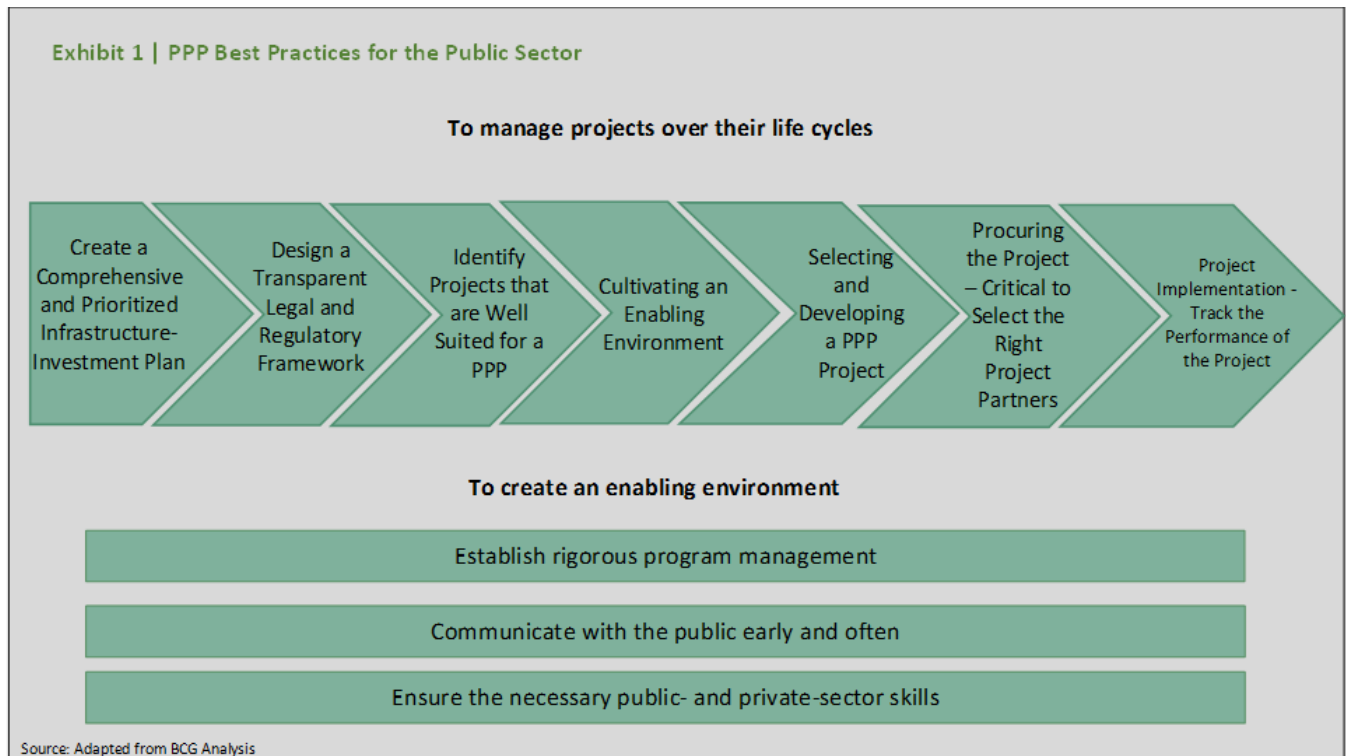 Exhibit 1 | PPP Best Practices for the Public Sector
To manage projects over their life cycles
Create a
Comprehensive
and Prioritized
Infrastructure-
Investment Plan
Design a
Transparent
Legal and
Regulatory
Framework
Identify
Projects that
are Well
Suited for a
PPP
Cultivating an
Enabling
Environment
Selecting
and
Developing
a PPP
Project
Procuring
the Project
– Critical to
Select the
Right
Project
Partners
Project
Implementation -
Track the
Performance of
the Project
To create an enabling environment
Establish rigorous program management
Communicate with the public early and often
Ensure the necessary public- and private-sector skills
Source: Adapted from BCG Analysis